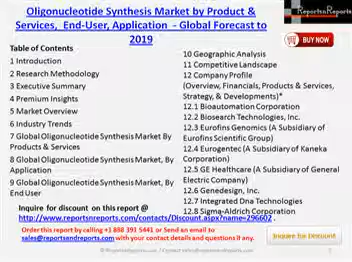 Oligonucleotide Synthesis Market by Product &
Services, End-User, Application - Global Forecast to
2019
ReportsnReports
BUY NOW
Table of Contents
1 Introduction
2 Research Methodology
3 Executive Summary
4 Premium Insights
5 Market Overview
6 Industry Trends
7 Global Oligonucleotide Synthesis Market, By
Products & Services
8 Global Oligonucleotide Synthesis Market, By
Application
9 Global Oligonucleotide Synthesis Market, By
End User
10 Geographic Analysis
11 Competitive Landscape
12 Company Profile
(Overview, Financials, Products & Services,
Strategy, & Developments)*
12.1 Bioautomation Corporation
12.2 Biosearch Technologies, Inc.
12.3 Eurofins Genomics (A Subsidiary of
Eurofins Scientific Group)
12.4 Eurogentec (A Subsidiary of Kaneka
Corporation)
12.5 GE Healthcare (A Subsidiary of General
Electric Company)
12.6 Genedesign, Inc.
12.7 Integrated Dna Technologies
12.8 Sigma-Aldrich Corporation
Inquire for discount on this report @
http://www.reportsnreports.com/contacts/Discount.aspx?name=296602 .
Order this report by calling +1 888 391 5441 or Send an email to
sales@reportsandreports.com with your contact details and questions if any.
Inquire for Discount